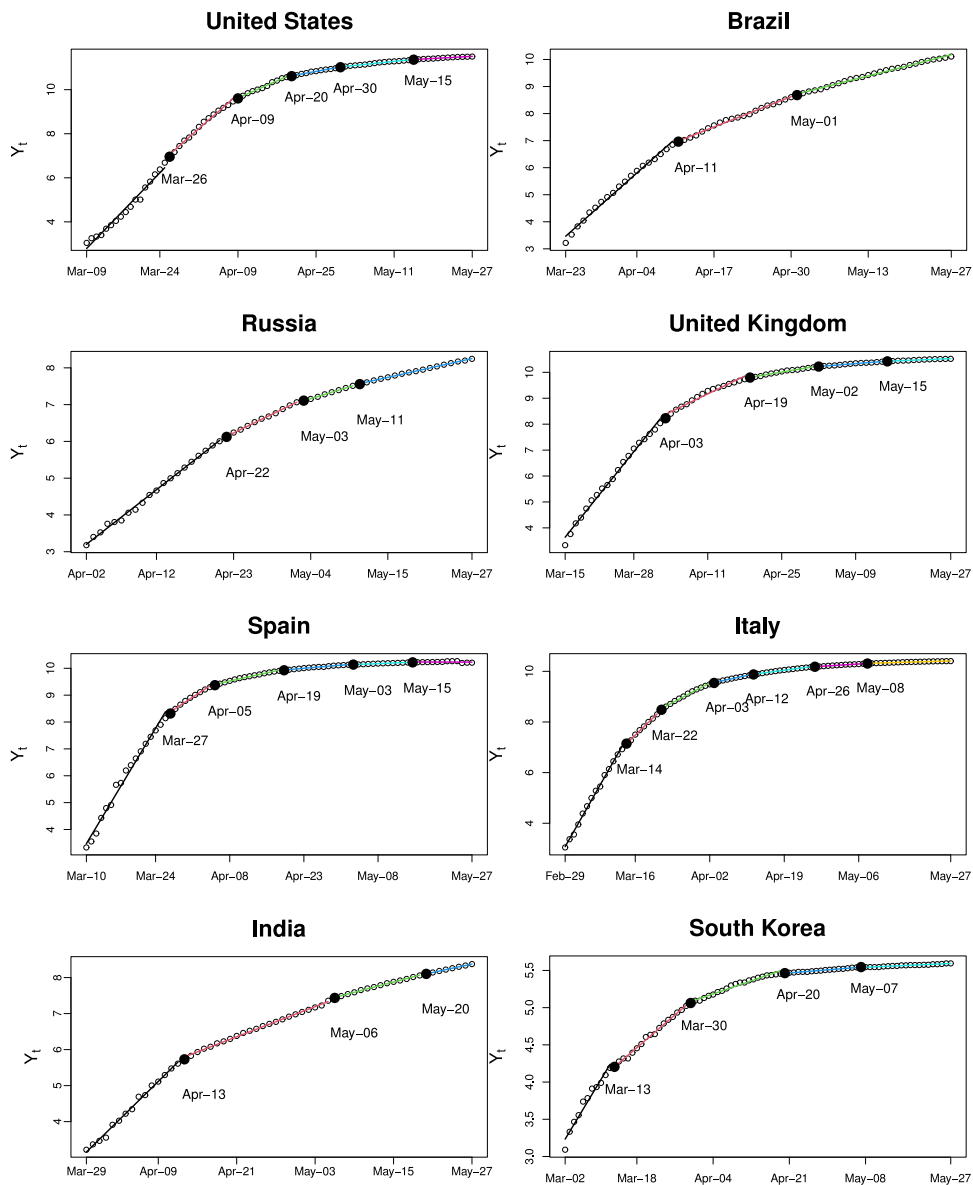 United States
Y_t
10
8
6
4
Mar-26
Apr-09
Apr-20
Apr-30
May-15
Mar-09
Mar-24
Apr-09
Apr-25
May-11
May-27
Brazil
Y_t
10
9
8
7
6
5
4
3
Apr-11
May-01
Mar-23
Apr-04
Apr-17
Apr-30
May-13
May-27
Russia
Y_t
8
7
6
5
4
3
Apr-22
May-03
May-11
Apr-02
Apr-12
Apr-23
May-04
May-15
May-27
United Kingdom
Y_t
10
9
8
7
6
5
4
Apr-03
Apr-19
May-02
May-15
Mar-15
Mar-28
Apr-11
Apr-25
May-09
May-27
Spain
Y_t
10
9
8
7
6
5
4
Mar-27
Apr-05
Apr-19
May-03
May-15
Mar-10
Mar-24
Apr-08
Apr-23
May-08
May-27
Italy
Y_t
10
8
6
4
Mar-14
Mar-22
Apr-03
Apr-12
Apr-26
May-08
Feb-29
Mar-16
Apr-02
Apr-19
May-06
May-27
India
Y_t
8
7
6
5
4
Apr-13
May-06
May-20
Mar-29
Apr-09
Apr-21
May-03
May-15
May-27
South Korea
Y_t
5.5
5.0
4.5
4.0
3.5
3.0
Mar-13
Mar-30
Apr-20
May-07
Mar-02
Mar-18
Apr-04
Apr-21
May-08
May-27